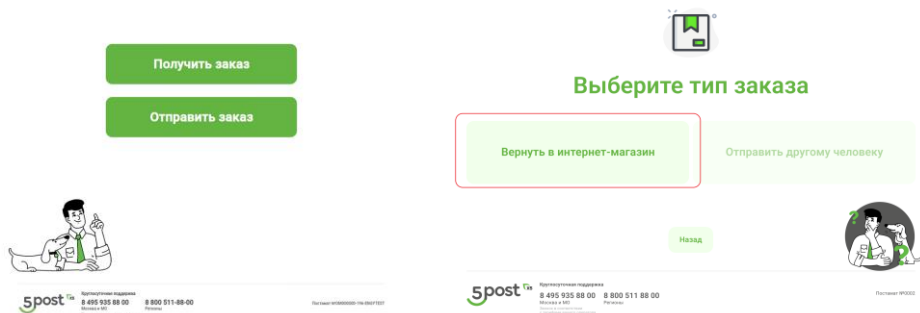 Получить заказ
Отправить заказ
5post
Круглосуточная поддержка
8 495 935 88 00 8 800 511-88-00
Москва и МО Регионы
Выберите тип заказа
Вернуть в интернет-магазин
Отправить другому человеку
Назад
5post
Круглосуточная поддержка
8 495 935 88 00 8 800 511 88 00
Москва и МО Регионы